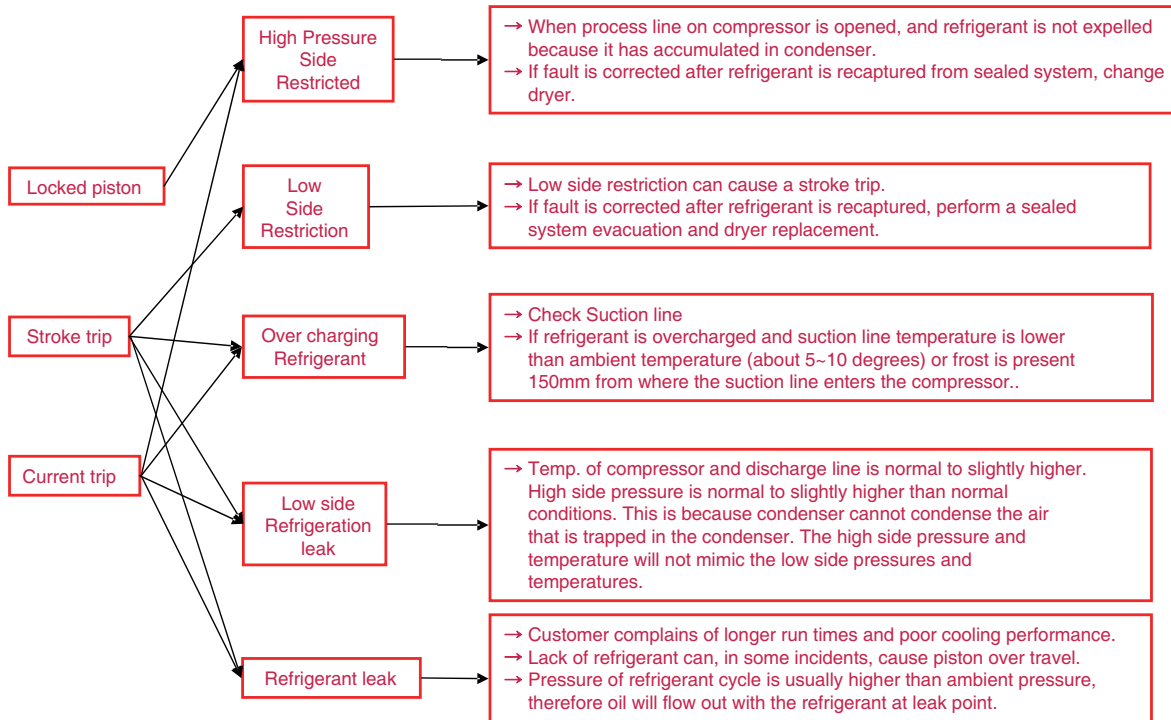 High Pressure
Side
Restricted
→ When process line on compressor is opened, and refrigerant is not expelled
because it has accumulated in condenser.
→ If fault is corrected after refrigerant is recaptured from sealed system, change
dryer.
Locked piston
Low
Side
Restriction
→ Low side restriction can cause a stroke trip.
→ If fault is corrected after refrigerant is recaptured, perform a sealed
system evacuation and dryer replacement.
Stroke trip
Over charging
Refrigerant
→ Check Suction line
→ If refrigerant is overcharged and suction line temperature is lower
than ambient temperature (about 5~10 degrees) or frost is present
150mm from where the suction line enters the compressor..
Current trip
Low side
Refrigeration
leak
→ Temp. of compressor and discharge line is normal to slightly higher.
High side pressure is normal to slightly higher than normal
conditions. This is because condenser cannot condense the air
that is trapped in the condenser. The high side pressure and
temperature will not mimic the low side pressures and
temperatures.
Refrigerant leak
→ Customer complains of longer run times and poor cooling performance.
→ Lack of refrigerant can, in some incidents, cause piston over travel.
→ Pressure of refrigerant cycle is usually higher than ambient pressure,
therefore oil will flow out with the refrigerant at leak point.